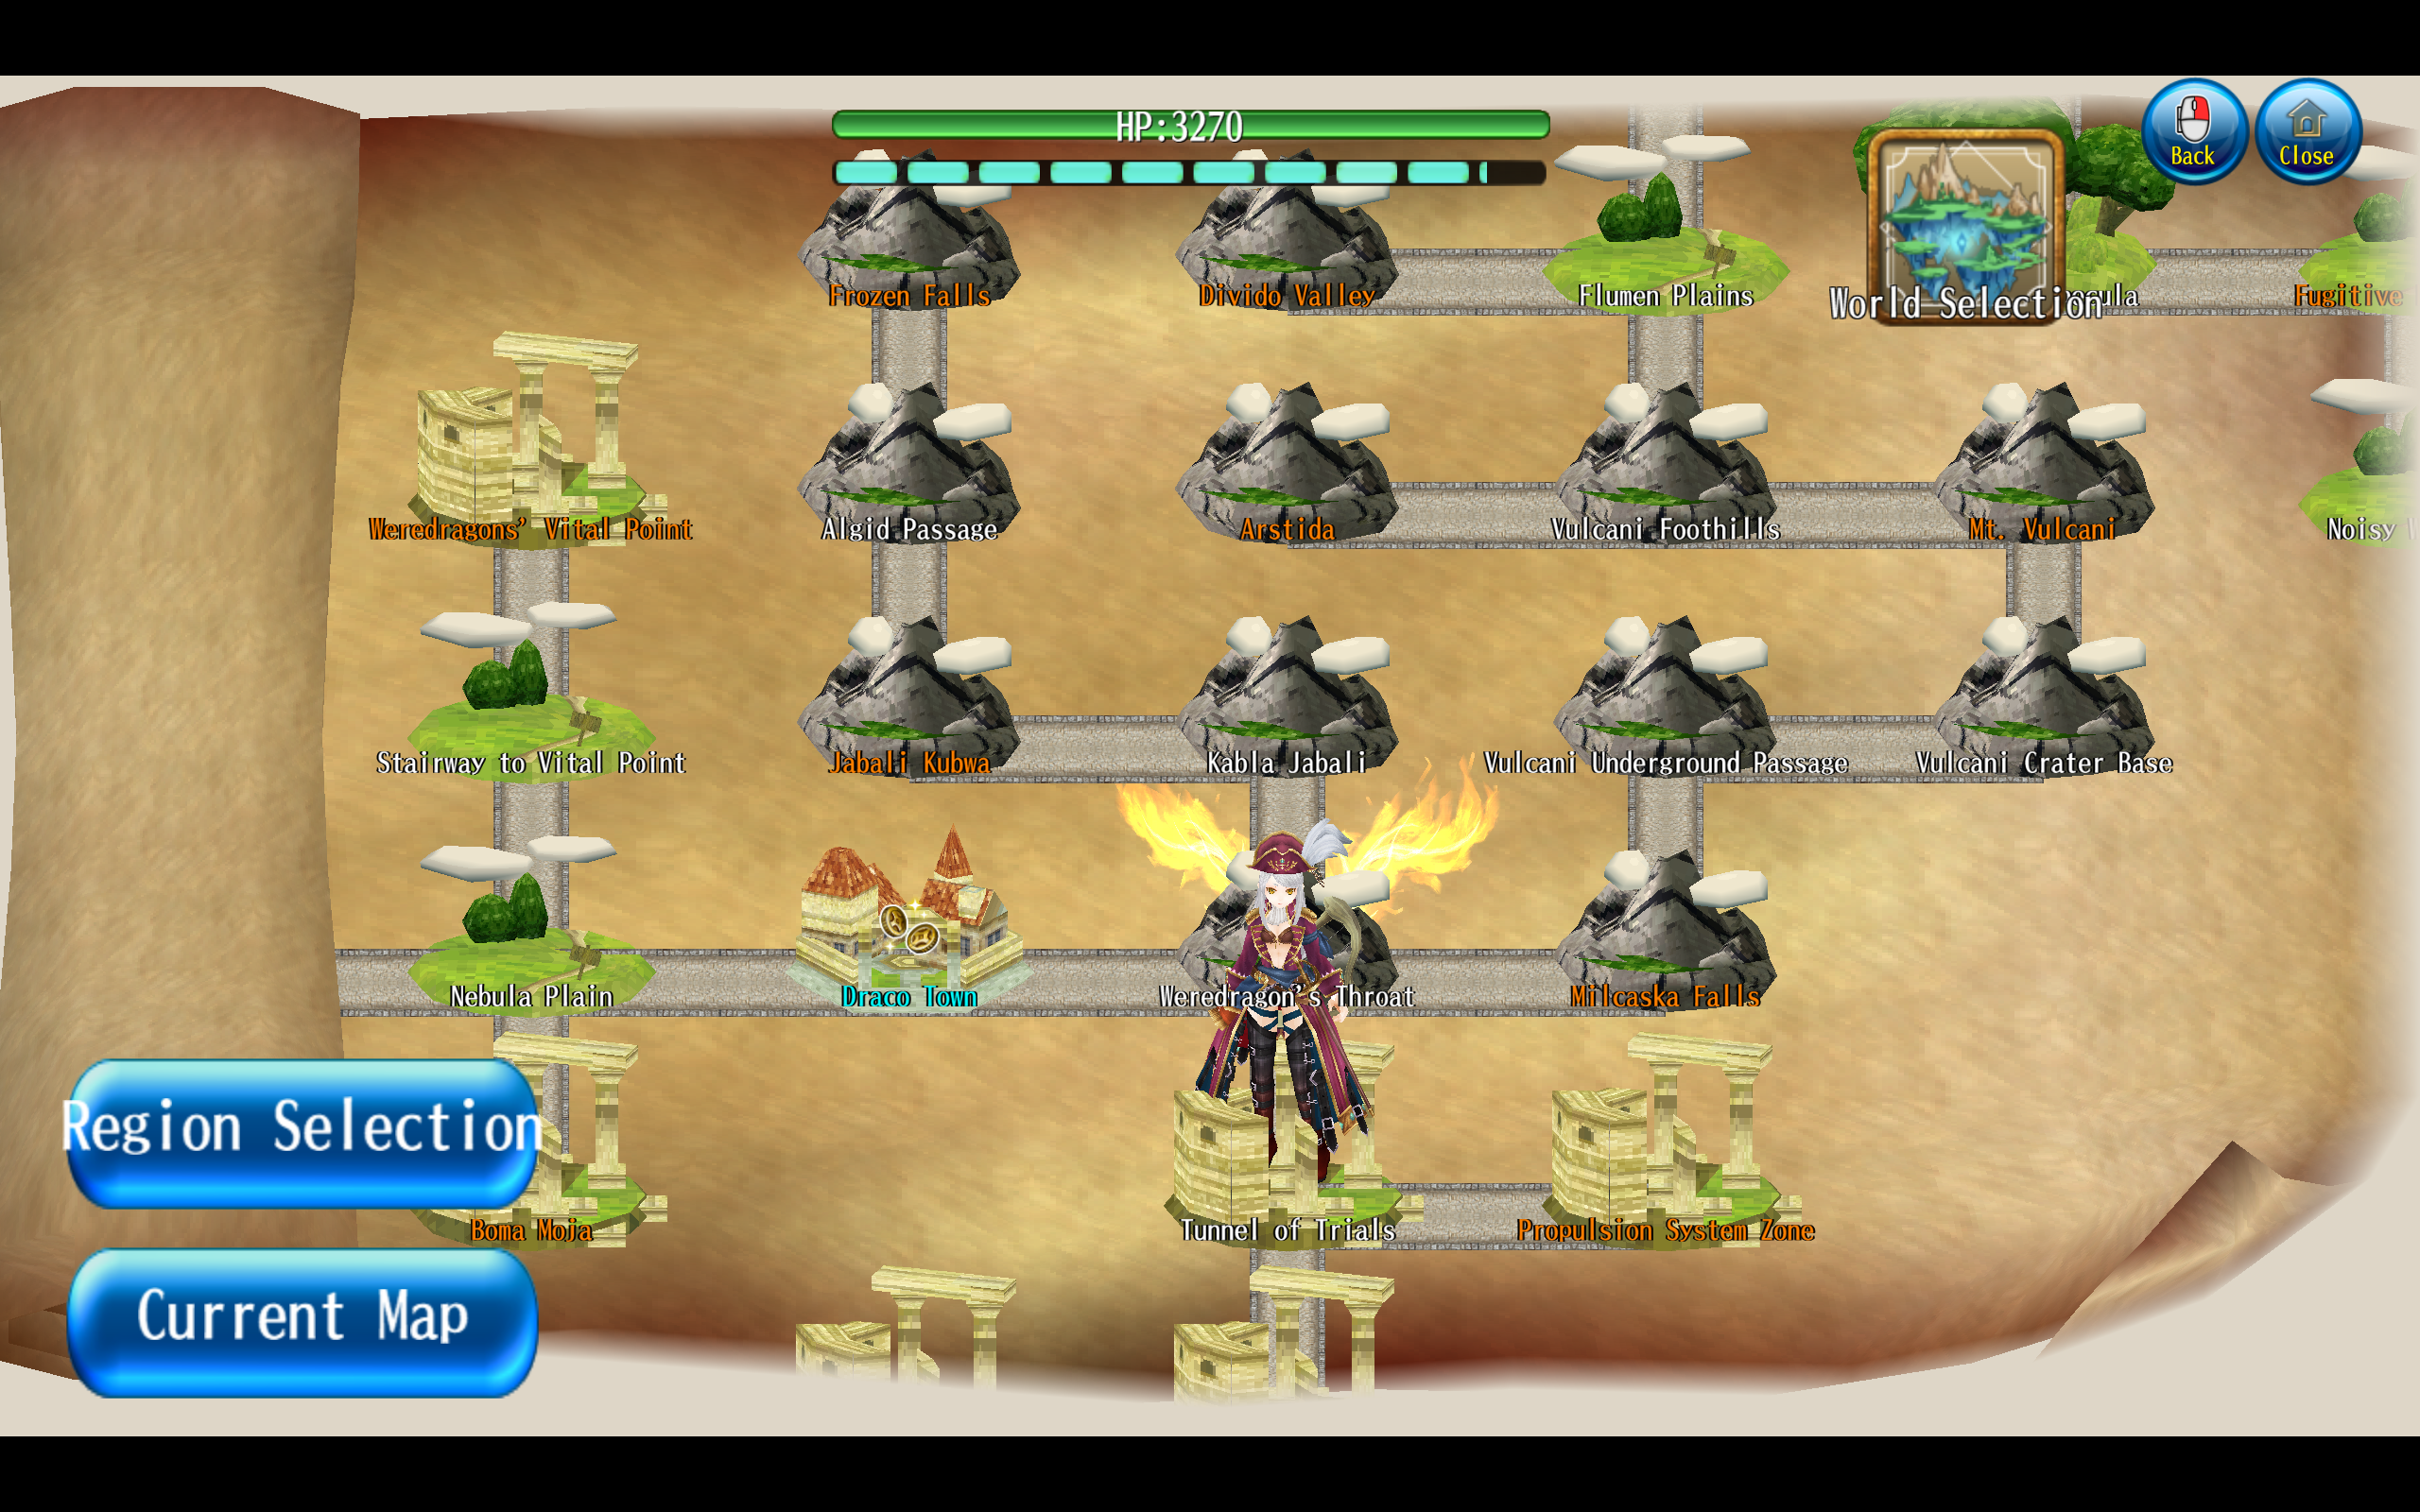 HP:3270
Back
Close
Frozen Falls
Divido Valley
Flumen Plains
World Selection
Fugitive
Weredragons' Vital Point
Algid Passage
Arstida
Vulcani Foothills
Mt. Vulcani
Noisy
Stairway to Vital Point
Jabali Kubwa
Kabla Jabali
Vulcani Underground Passage
Vulcani Crater Base
Nebula Plain
Draco Town
Weredragon's Throat
Milcaska Falls
Region Selection
Boma Moja
Tunnel of Trials
Propulsion System Zone
Current Map